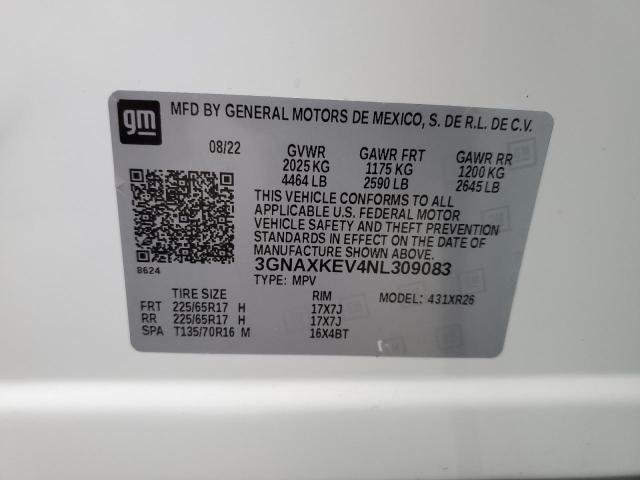 gm
MFD BY GENERAL MOTORS DE MEXICO, S. DE R.L. DE C.V.
08/22 GVWR GAWR FRT GAWR RR
2025 KG 1175 KG 1200 KG
4464 LB 2590 LB 2645 LB
THIS VEHICLE CONFORMS TO ALL
APPLICABLE U.S. FEDERAL MOTOR
VEHICLE SAFETY AND THEFT PREVENTION
STANDARDS IN EFFECT ON THE DATE OF
MANUFACTURE SHOWN ABOVE.
8624 3GNAXKEV4NL309083
TYPE: MPV
TIRE SIZE RIM MODEL: 431XR26
FRT 225/65R17 H 17X7J
RR 225/65R17 H 17X7J
SPA T135/70R16 M 16X4BT